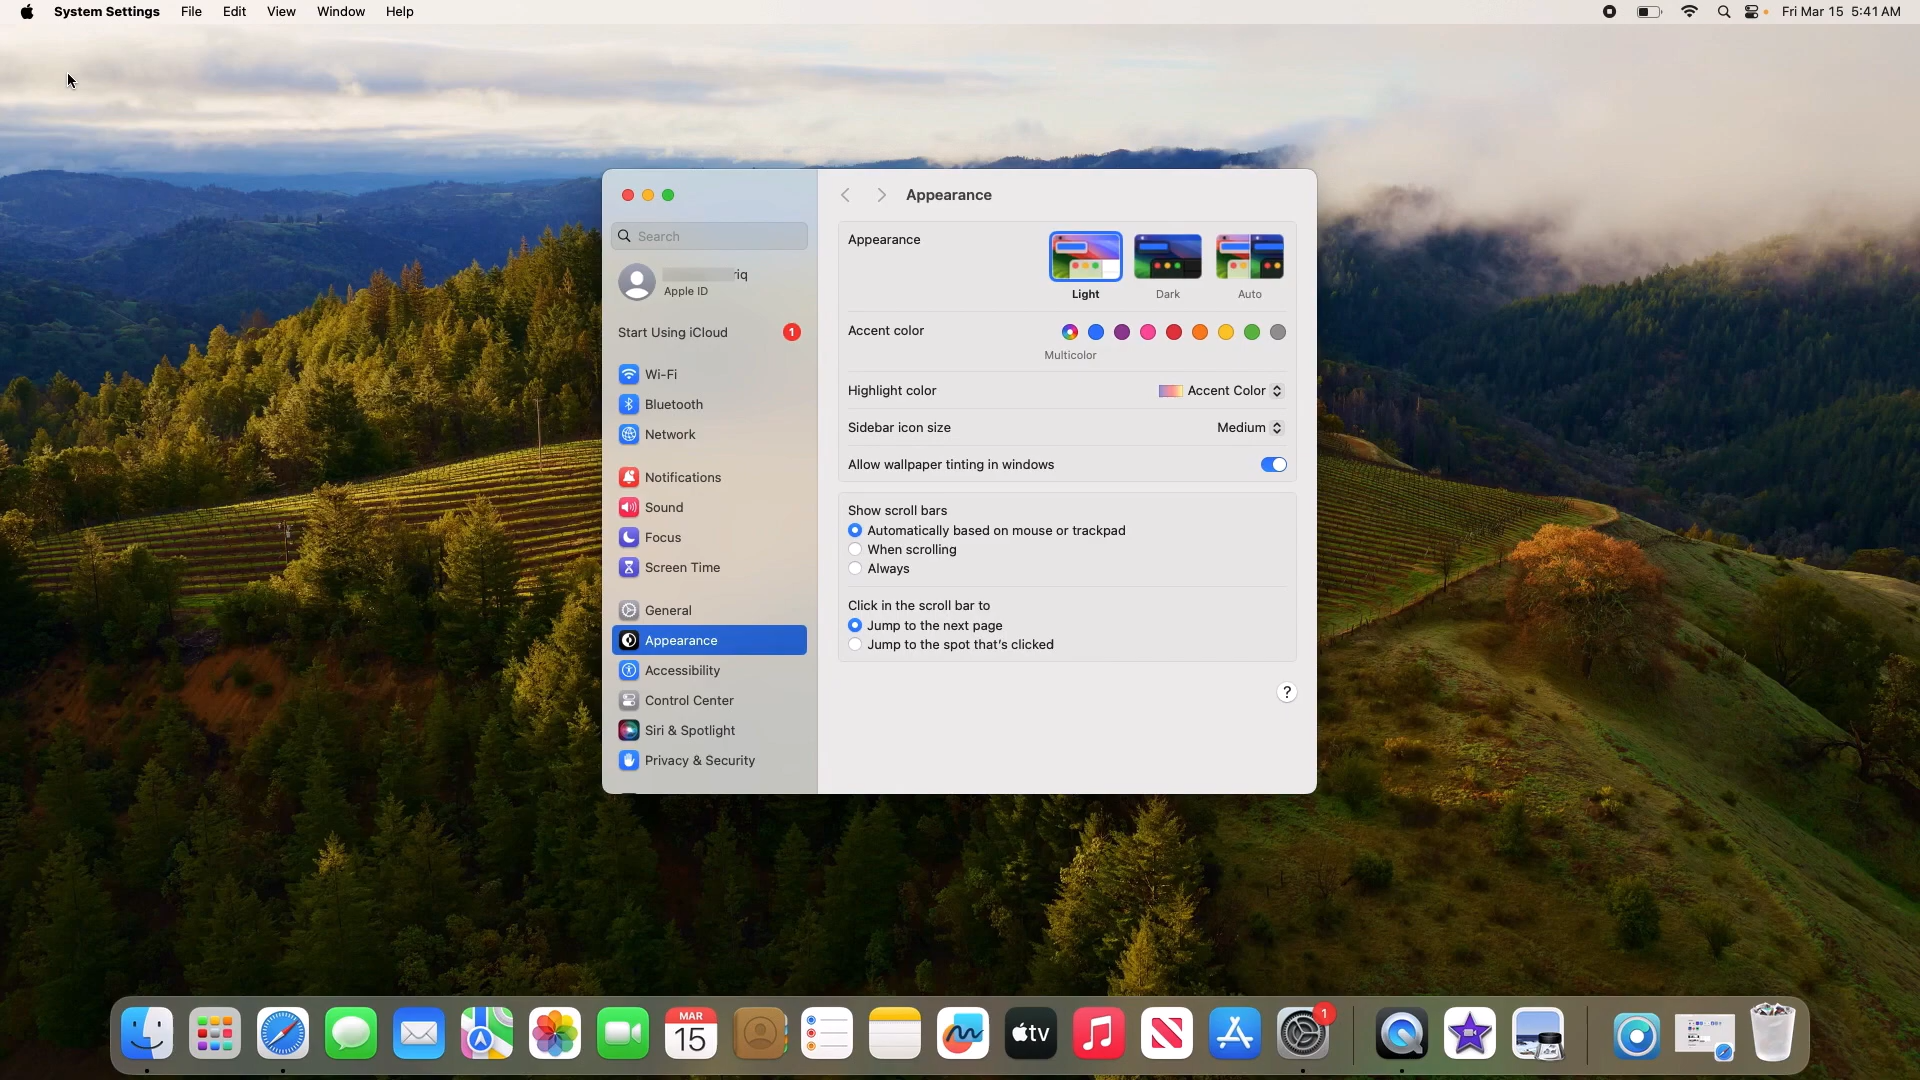 System Settings File Edit View Window Help Fri Mar 15 5:41 AM
Appearance
Search
Appearance
riq
Apple ID
Light Dark Auto
Start Using iCloud 1
Accent color
Multicolor
Wi-Fi
Highlight color Accent Color
Bluetooth
Sidebar icon size Medium
Network
Allow wallpaper tinting in windows
Notifications
Sound
Show scroll bars
Automatically based on mouse or trackpad
Focus
When scrolling
Screen Time
Always
General
Click in the scroll bar to
Jump to the next page
Appearance
Jump to the spot that's clicked
Accessibility
Control Center
?
Siri & Spotlight
Privacy & Security
MAR
15
tv
1